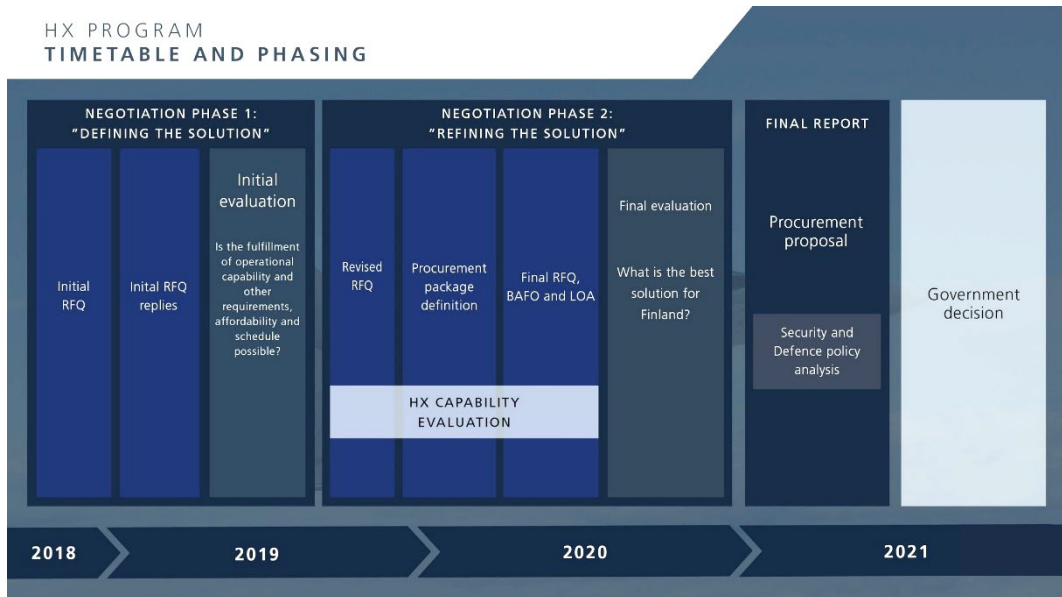 HX PROGRAM
TIMETABLE AND PHASING
NEGOTIATION PHASE 1:
"DEFINING THE SOLUTION"
Initial
RFQ
Inital RFQ
replies
Initial
evaluation
Is the fulfillment
of operational
capability and
other
requirements,
affordability and
schedule
possible?
NEGOTIATION PHASE 2:
"REFINING THE SOLUTION"
Revised
RFQ
Procurement
package
definition
Final RFQ,
BAFO and LOA
HX CAPABILITY
EVALUATION
Final evaluation
What is the best
solution for
Finland?
FINAL REPORT
Procurement
proposal
Security and
Defence policy
analysis
Government
decision
2018
2019
2020
2021